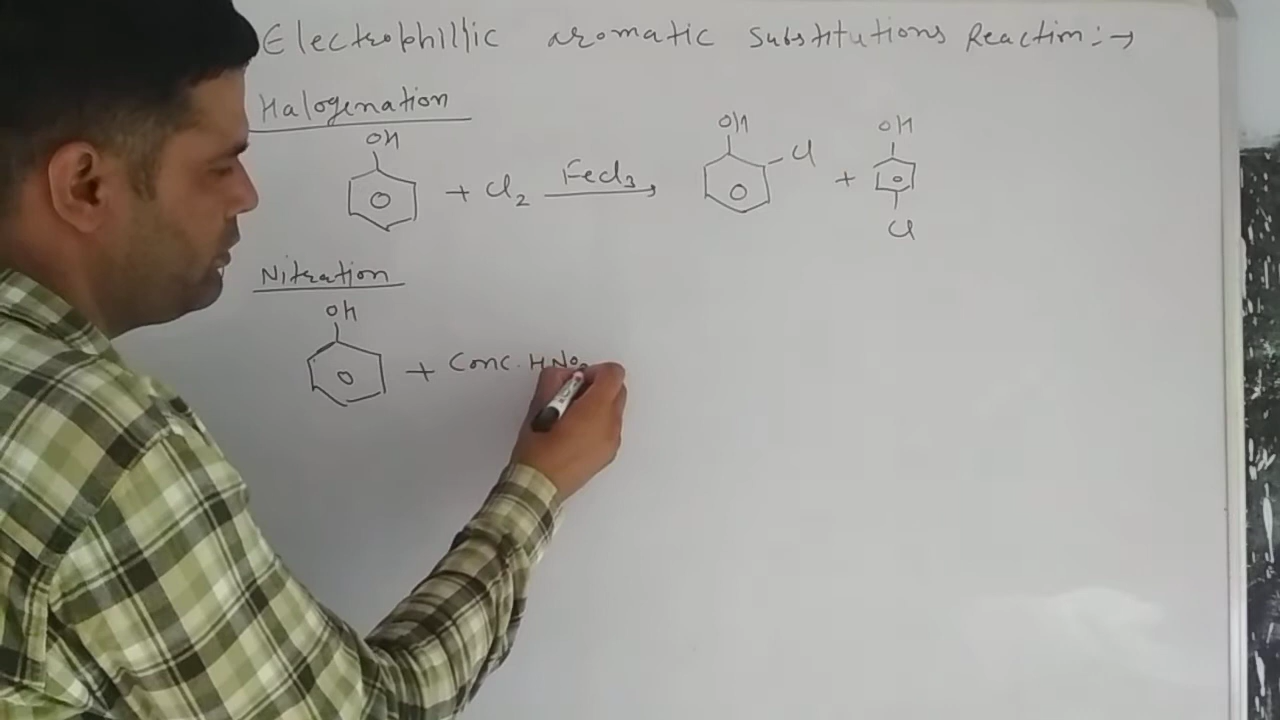 Electrophillic aromatic Substitutions Reaction :→
Halogenation
OH + Cl2 FeCl3 → OH Cl + OH Cl
Nitration
OH + Conc. HNO3